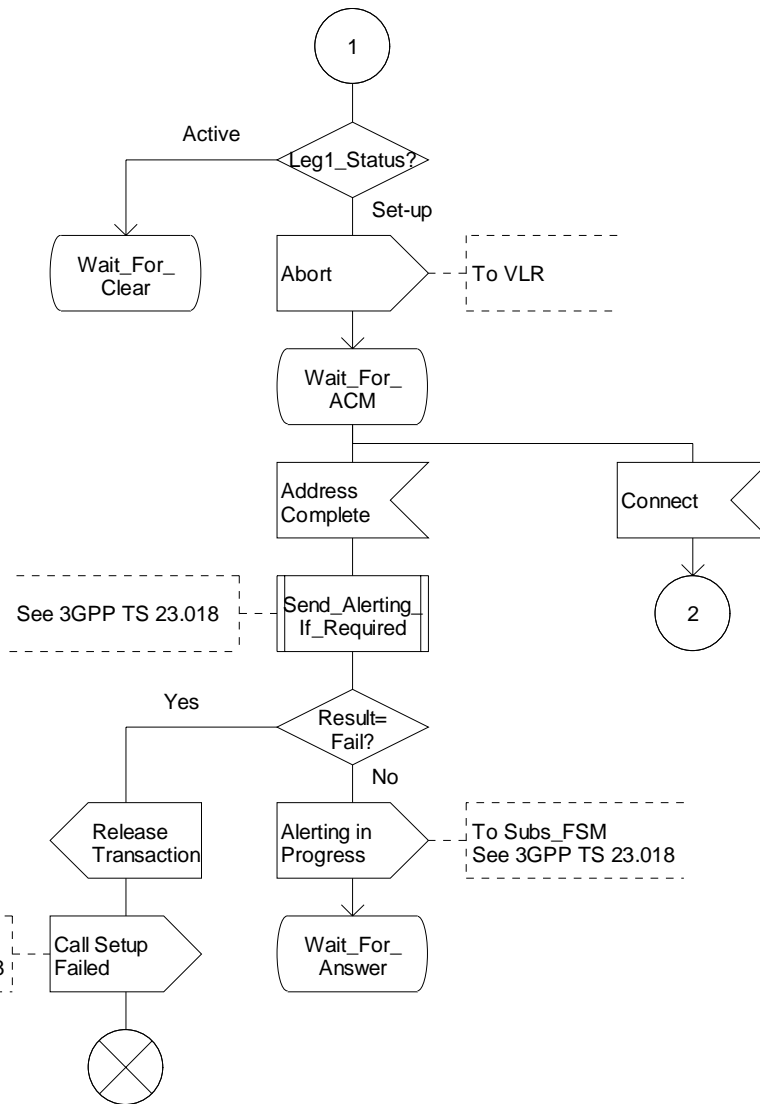 1
Active
Leg1_Status?
Set-up
Wait_For_
Clear
Abort
To VLR
Wait_For_
ACM
Address
Complete
Connect
See 3GPP TS 23.018
Send_Alerting_
If_Required
2
Yes
Result=
Fail?
No
Release
Transaction
Alerting in
Progress
To Subs_FSM
See 3GPP TS 23.018
Call Setup
Failed
Wait_For_
Answer